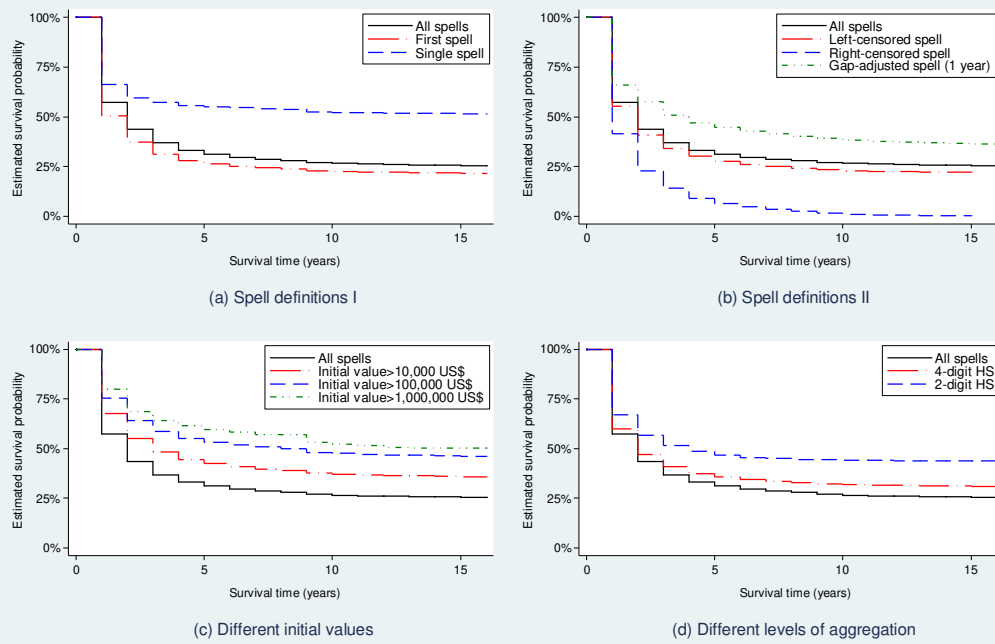 All spells
First spell
Single spell
100%
75%
50%
25%
0%
Estimated survival probability
0 5 10 15
Survival time (years)
(a) Spell definitions I
All spells
Left-censored spell
Right-censored spell
Gap-adjusted spell (1 year)
100%
75%
50%
25%
0%
Estimated survival probability
0 5 10 15
Survival time (years)
(b) Spell definitions II
All spells
Initial value>10,000 US$
Initial value>100,000 US$
Initial value>1,000,000 US$
100%
75%
50%
25%
0%
Estimated survival probability
0 5 10 15
Survival time (years)
(c) Different initial values
All spells
4-digit HS
2-digit HS
100%
75%
50%
25%
0%
Estimated survival probability
0 5 10 15
Survival time (years)
(d) Different levels of aggregation